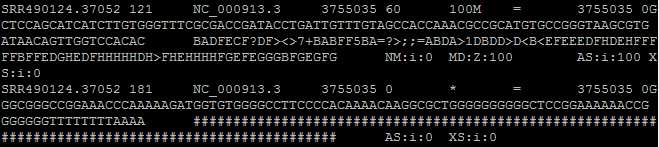 SRR490124.37052 121 NC_000913.3 3755035 60 100M = 3755035 0G
CTCCAGCATCATCTTGTGGGTTTCGCGACCGATACCTGATTGTTTGTAGCCACCAAACGCCGCATGTGCCGGGTAAGCGTG
ATAACAGTTGGTCCACAC BADFECF?DF><>7+BABFF5BA=?>;;=ABDA>1DBDD>D<B<EFEEEDFHDEHFFF
FFBFFEDGHEDFHHHHHDH>FHEHHHHFGEFEGGGBFGEGFG NM:i:0 MD:Z:100 AS:i:100 X
S:i:0
SRR490124.37052 181 NC_000913.3 3755035 0 * = 3755035 0G
GGCGGGCCGGAAACCCAAAAAGATGGTGTGGGGCCTTCCCCACAAAACAAGGCGCTGGGGGGGGGGCTCCGGAAAAAACCG
GGGGGGTTTTTTTTAAAA ##########################################################
########################################## AS:i:0 XS:i:0